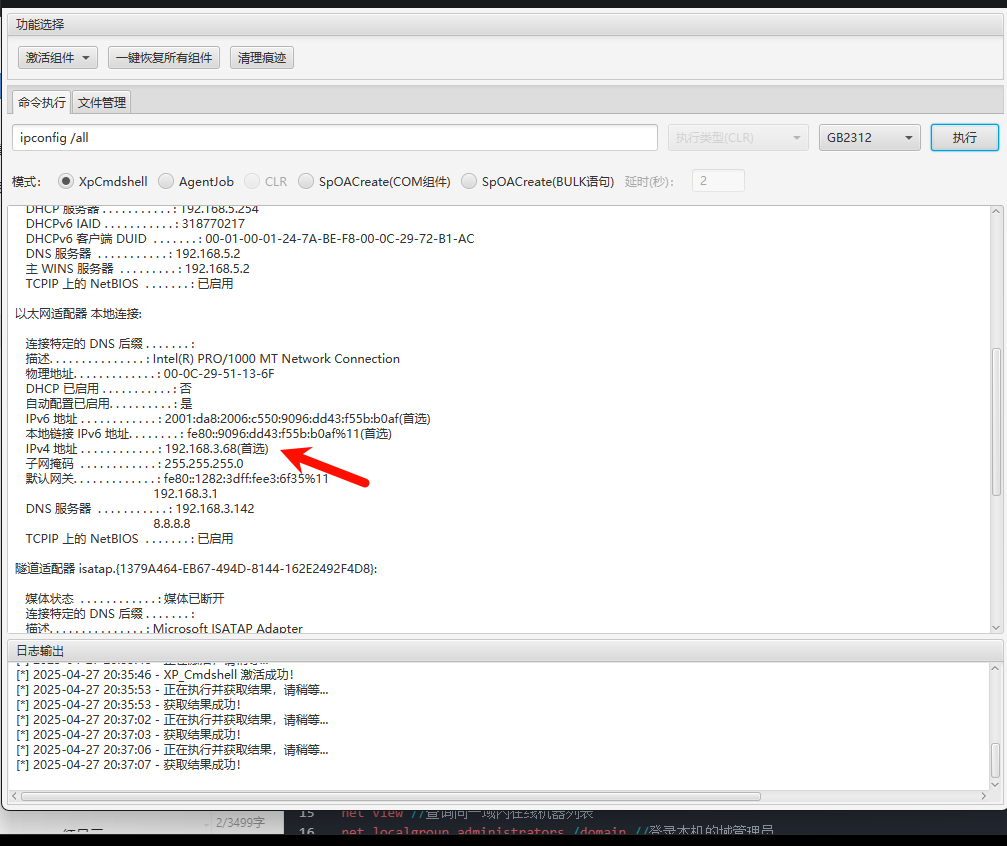 功能选择
激活组件 一键恢复所有组件 清理痕迹
命令执行 文件管理
ipconfig /all 执行类型(CLR) GB2312 执行
模式: XpCmdshell AgentJob CLR SpOACreate(COM组件) SpOACreate(BULK语句) 延时(秒): 2
DHCP 服务器 . . . . . . . . . . . : 192.168.5.254
DHCPv6 IAID . . . . . . . . . . . : 318770217
DHCPv6 客户端 DUID . . . . . . . : 00-01-00-01-24-7A-BE-F8-00-0C-29-72-B1-AC
DNS 服务器 . . . . . . . . . . . : 192.168.5.2
主 WINS 服务器 . . . . . . . . . : 192.168.5.2
TCPIP 上的 NetBIOS . . . . . . . : 已启用
以太网适配器 本地连接:
连接特定的 DNS 后缀 . . . . . . . :
描述. . . . . . . . . . . . . . . : Intel(R) PRO/1000 MT Network Connection
物理地址. . . . . . . . . . . . . : 00-0C-29-51-13-6F
DHCP 已启用 . . . . . . . . . . . : 否
自动配置已启用. . . . . . . . . . : 是
IPv6 地址 . . . . . . . . . . . . : 2001:da8:2006:c550:9096:dd43:f55b:b0af(首选)
本地链接 IPv6 地址. . . . . . . . : fe80::9096:dd43:f55b:b0af%11(首选)
IPv4 地址 . . . . . . . . . . . . : 192.168.3.68(首选)
子网掩码 . . . . . . . . . . . . : 255.255.255.0
默认网关. . . . . . . . . . . . . : fe80::1282:3dff:fee3:6f35%11
192.168.3.1
DNS 服务器 . . . . . . . . . . . : 192.168.3.142
8.8.8.8
TCPIP 上的 NetBIOS . . . . . . . : 已启用
隧道适配器 isatap.{1379A464-EB67-494D-8144-162E2492F4D8}:
媒体状态 . . . . . . . . . . . . : 媒体已断开
连接特定的 DNS 后缀 . . . . . . . :
描述. . . . . . . . . . . . . . . : Microsoft ISATAP Adapter
日志输出
[*] 2025-04-27 20:35:46 - XP_Cmdshell 激活成功!
[*] 2025-04-27 20:35:53 - 正在执行并获取结果，请稍等...
[*] 2025-04-27 20:35:53 - 获取结果成功!
[*] 2025-04-27 20:37:02 - 正在执行并获取结果，请稍等...
[*] 2025-04-27 20:37:03 - 获取结果成功!
[*] 2025-04-27 20:37:06 - 正在执行并获取结果，请稍等...
[*] 2025-04-27 20:37:07 - 获取结果成功!
15 net view //查询同一域内在线机器列表
2/3499字
16 net localgroup administrators /domain //登录本机的域管理员